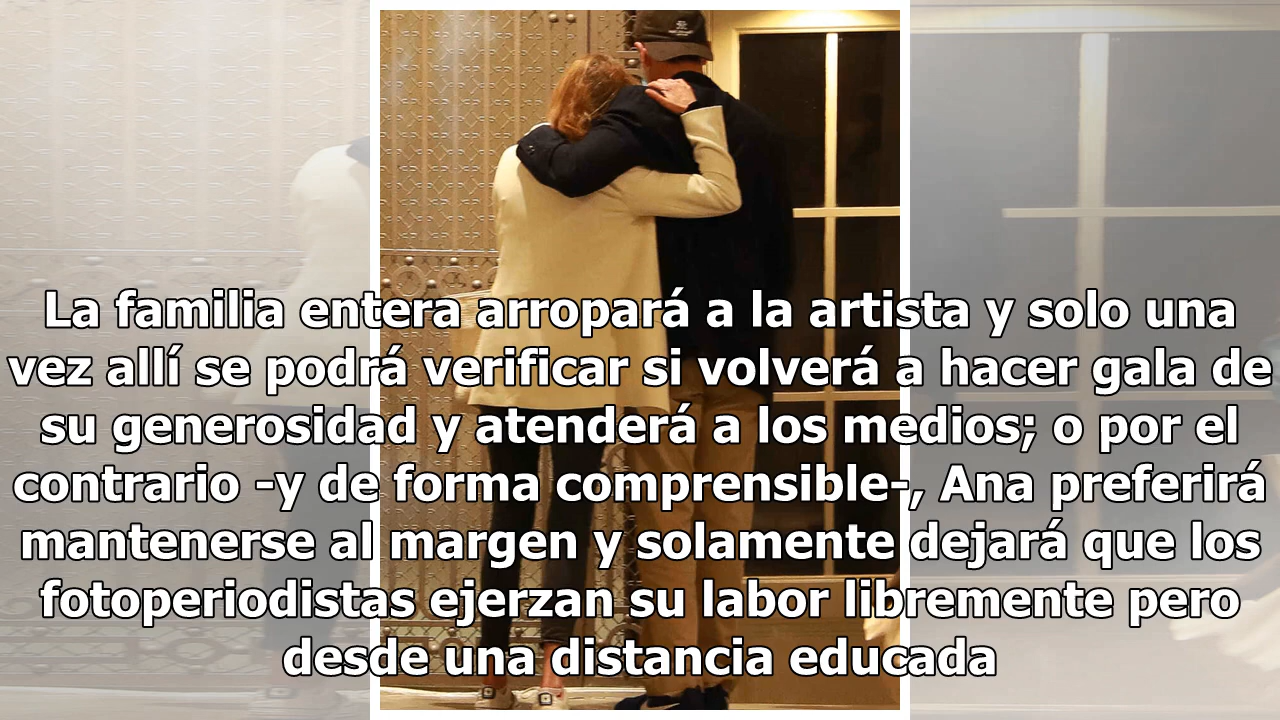 La familia entera arropará a la artista y solo una
vez allí se podrá verificar si volverá a hacer gala de
su generosidad y atenderá a los medios; o por el
contrario -y de forma comprensible-, Ana preferirá
mantenerse al margen y solamente dejará que los
fotoperiodistas ejerzan su labor libremente pero
desde una distancia educada